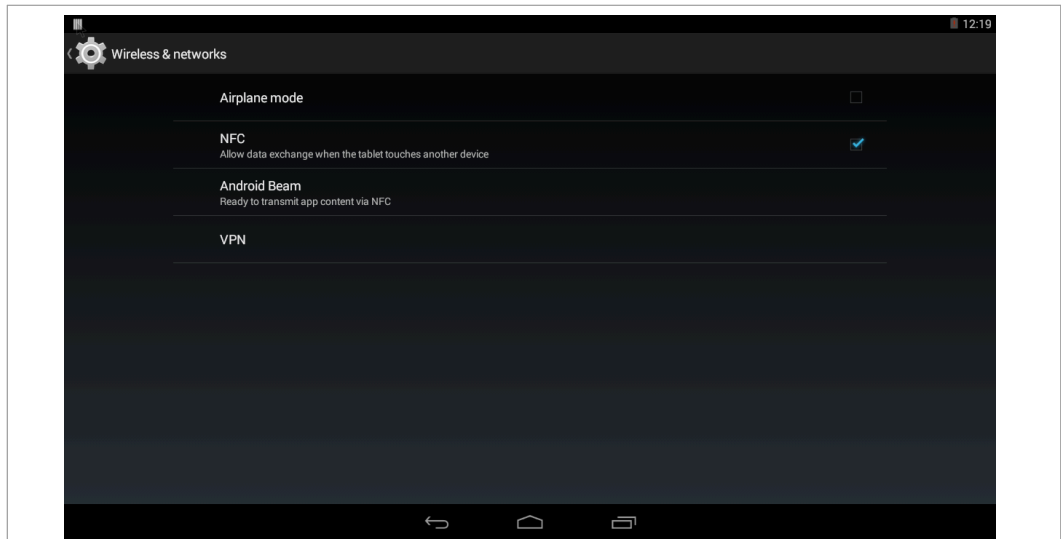 12:19
Wireless & networks
Airplane mode
NFC
Allow data exchange when the tablet touches another device
Android Beam
Ready to transmit app content via NFC
VPN